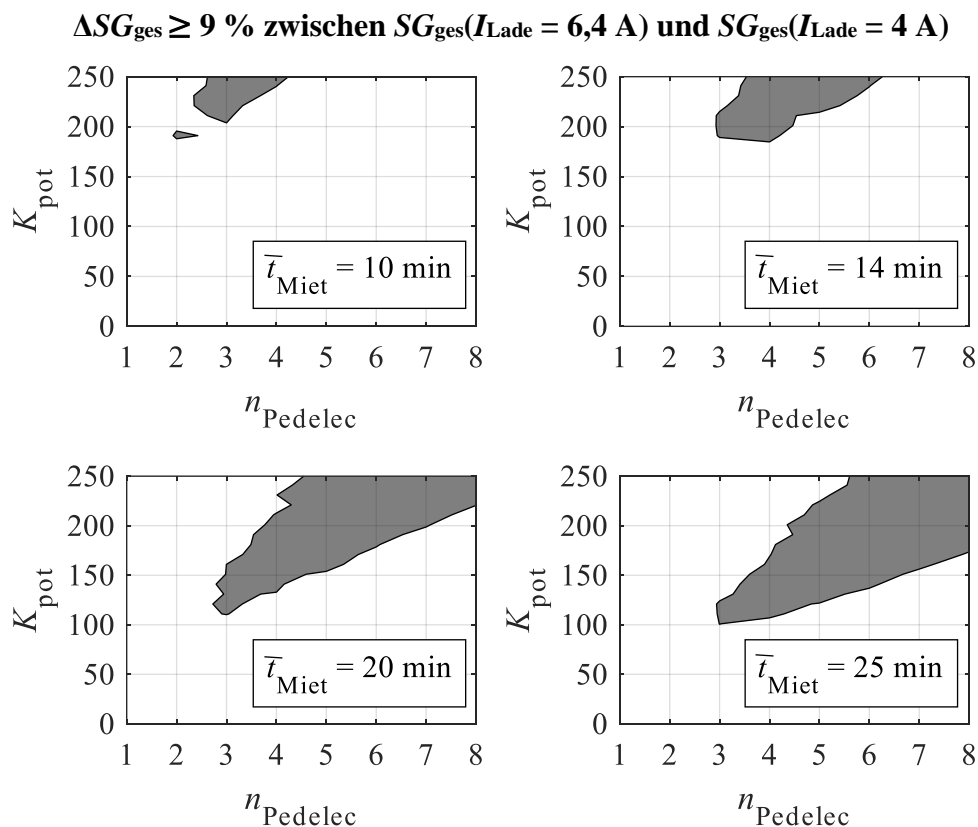 ΔSGges ≥ 9 % zwischen SGges(ILade = 6,4 A) und SGges(ILade = 4 A)
250
200
150
100
50
0
Kpot
t̅Miet = 10 min
1 2 3 4 5 6 7 8
nPedelec
250
200
150
100
50
0
Kpot
t̅Miet = 14 min
1 2 3 4 5 6 7 8
nPedelec
250
200
150
100
50
0
Kpot
t̅Miet = 20 min
1 2 3 4 5 6 7 8
nPedelec
250
200
150
100
50
0
Kpot
t̅Miet = 25 min
1 2 3 4 5 6 7 8
nPedelec